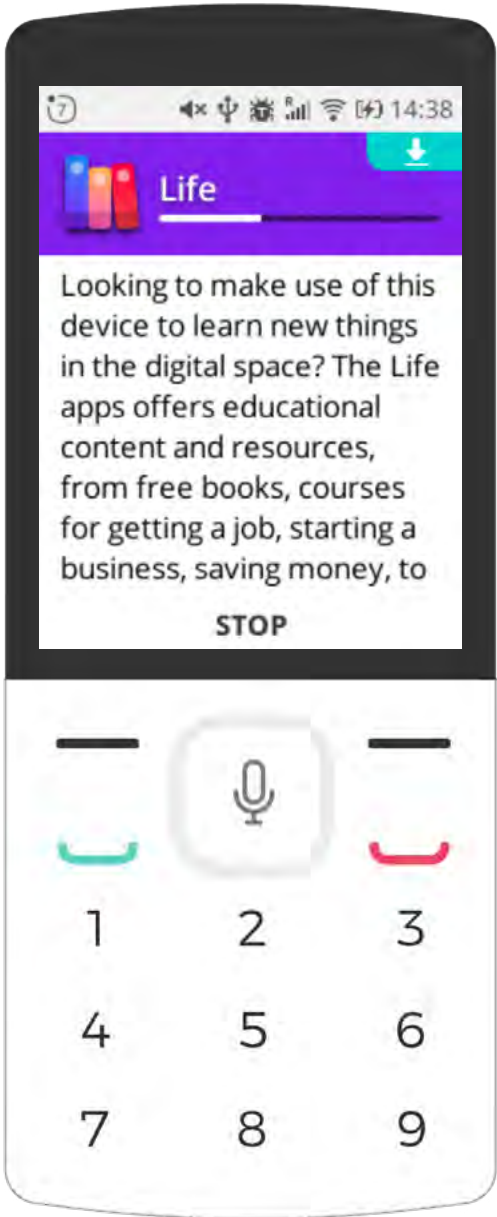 7 R 14:38
Life
Looking to make use of this
device to learn new things
in the digital space? The Life
apps offers educational
content and resources,
from free books, courses
for getting a job, starting a
business, saving money, to
STOP
1 2 3
4 5 6
7 8 9